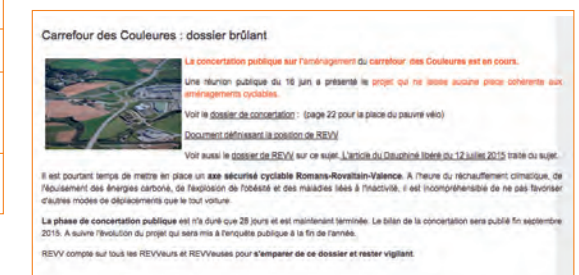 Carrefour des Couleures : dossier brûlant
La concertation publique sur l'aménagement du carrefour des Couleures est en cours.
Une réunion publique du 16 juin a présenté le projet qui ne laisse aucune place cohérente aux
aménagements cyclables.
Voir le dossier de concertation : (page 22 pour la place du pauvre vélo)
Document définissant la position de REVV
Voir aussi le dossier de REVV sur ce sujet. L'article du Dauphiné libéré du 12 juillet 2015 traite du sujet.
Il est pourtant temps de mettre en place un axe sécurisé cyclable Romans-Rovaltain-Valence. A l'heure du réchauffement climatique, de
l'épuisement des énergies carboné, de l'explosion de l'obésité et des maladies liées à l'inactivité, il est incompréhensible de ne pas favoriser
d'autres modes de déplacements que le tout voiture.
La phase de concertation publique est n'a duré que 28 jours et est maintenant terminée. Le bilan de la concertation sera publié fin septembre
2015. A suivre l'évolution du projet qui sera mis à l'enquête publique à la fin de l'année.
REVV compte sur tous les REVVeurs et REVVeuses pour s'emparer de ce dossier et rester vigilant.